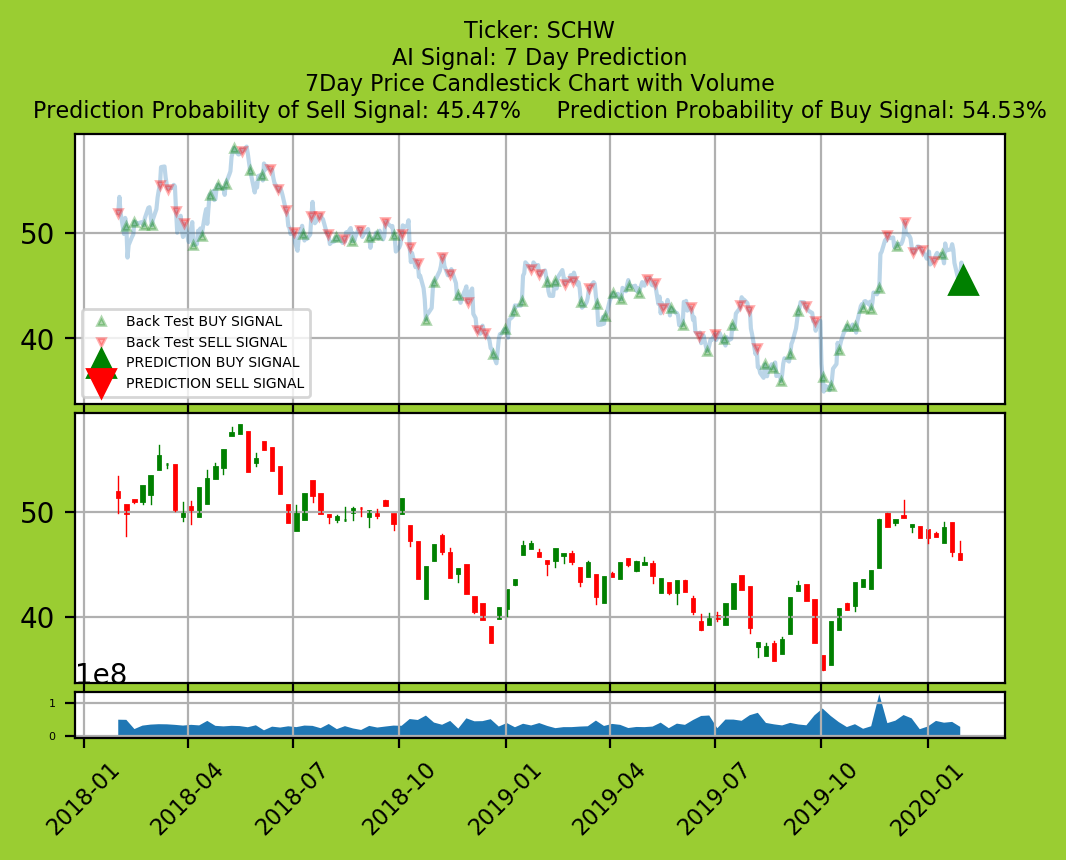 Ticker: SCHW
AI Signal: 7 Day Prediction
7Day Price Candlestick Chart with Volume
Prediction Probability of Sell Signal: 45.47% Prediction Probability of Buy Signal: 54.53%
50
40
Back Test BUY SIGNAL
Back Test SELL SIGNAL
PREDICTION BUY SIGNAL
PREDICTION SELL SIGNAL
50
40
1e8
1
0
2018-01 2018-04 2018-07 2018-10 2019-01 2019-04 2019-07 2019-10 2020-01